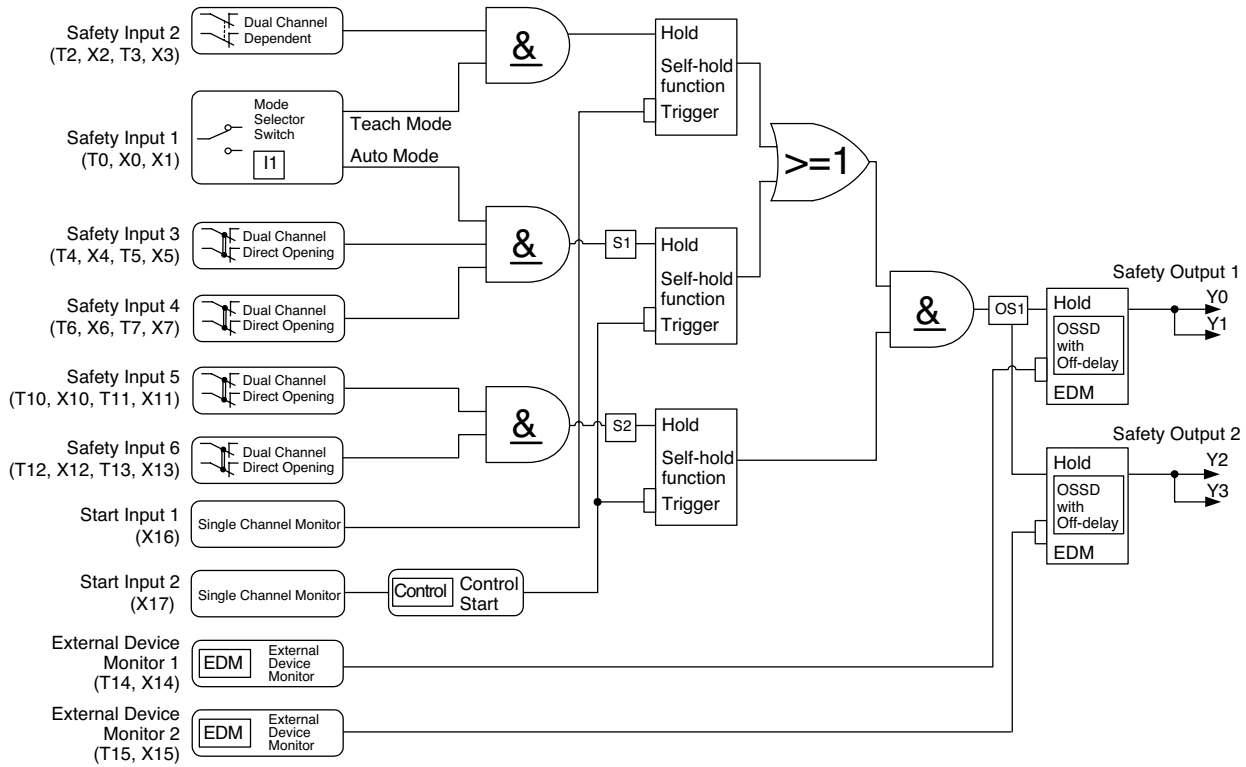 Safety Input 2
(T2, X2, T3, X3)
Dual Channel
Dependent
&
Hold
Self-hold
function
Trigger
Safety Input 1
(T0, X0, X1)
Mode
Selector
Switch
I1
Teach Mode
Auto Mode
>=1
Safety Input 3
(T4, X4, T5, X5)
Dual Channel
Direct Opening
&
S1
Hold
Self-hold
function
Trigger
Safety Input 4
(T6, X6, T7, X7)
Dual Channel
Direct Opening
&
OS1
Safety Output 1
Hold
OSSD
with
Off-delay
EDM
Y0
Y1
Safety Input 5
(T10, X10, T11, X11)
Dual Channel
Direct Opening
&
S2
Hold
Self-hold
function
Trigger
Safety Input 6
(T12, X12, T13, X13)
Dual Channel
Direct Opening
Safety Output 2
Hold
OSSD
with
Off-delay
EDM
Y2
Y3
Start Input 1
(X16)
Single Channel Monitor
Start Input 2
(X17)
Single Channel Monitor
Control
Control
Start
External Device
Monitor 1
(T14, X14)
EDM
External
Device
Monitor
External Device
Monitor 2
(T15, X15)
EDM
External
Device
Monitor